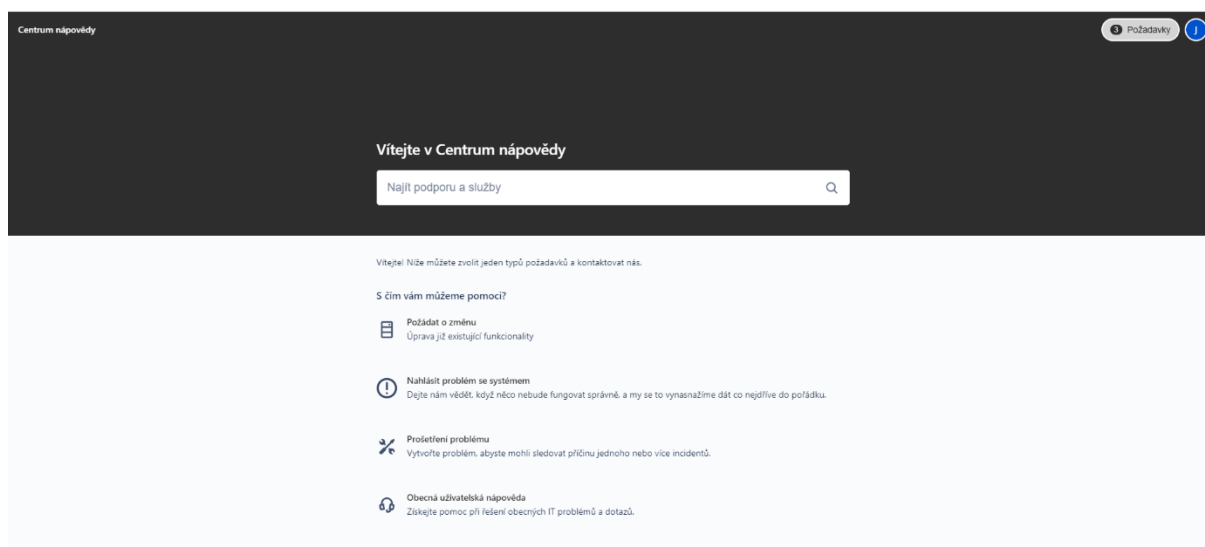 Centrum nápovědy
3 Požadavky J
Vítejte v Centrum nápovědy
Najít podporu a služby
Vítejte! Níže můžete zvolit jeden typů požadavků a kontaktovat nás.
S čím vám můžeme pomoci?
Požádat o změnu
Úprava již existující funkcionality
Nahlásit problém se systémem
Dejte nám vědět, když něco nebude fungovat správně, a my se to vynasnažíme dát co nejdříve do pořádku.
Prošetření problému
Vytvořte problém, abyste mohli sledovat příčinu jednoho nebo více incidentů.
Obecná uživatelská nápověda
Získejte pomoc při řešení obecných IT problémů a dotazů.